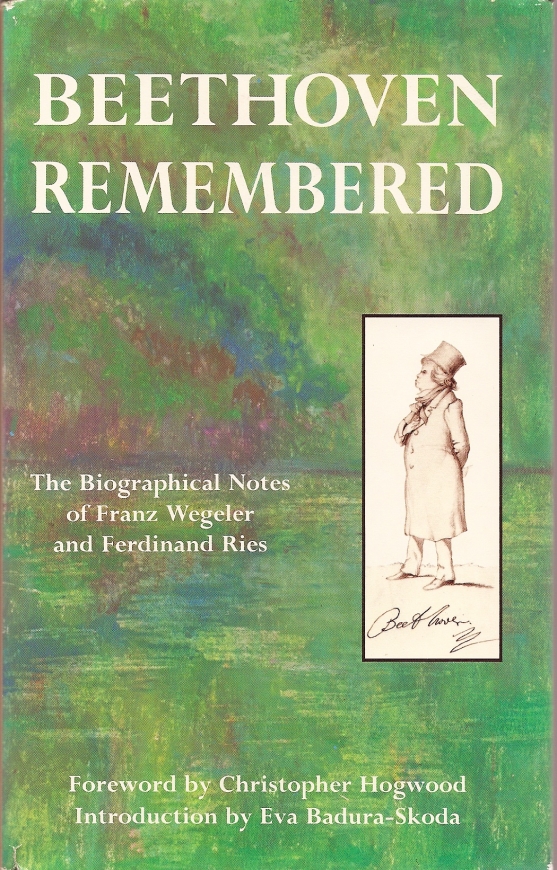 BEETHOVEN
REMEMBERED
The Biographical Notes
of Franz Wegeler
and Ferdinand Ries
Beethoven
Foreword by Christopher Hogwood
Introduction by Eva Badura-Skoda